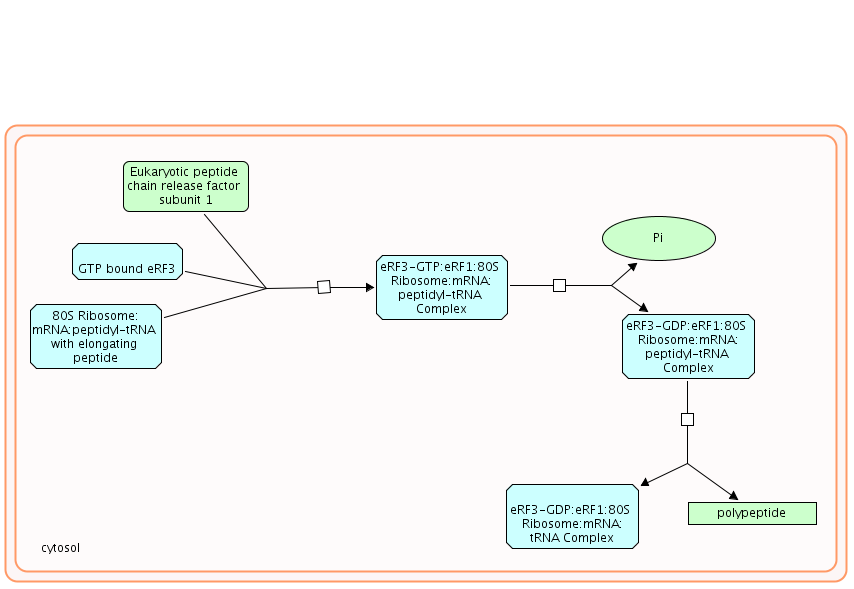 Eukaryotic peptide
chain release factor
subunit 1
GTP bound eRF3
80S Ribosome:
mRNA:peptidyl-tRNA
with elongating
peptide
eRF3-GTP:eRF1:80S
Ribosome:mRNA:
peptidyl-tRNA
Complex
Pi
eRF3-GDP:eRF1:80S
Ribosome:mRNA:
peptidyl-tRNA
Complex
eRF3-GDP:eRF1:80S
Ribosome:mRNA:
tRNA Complex
polypeptide
cytosol